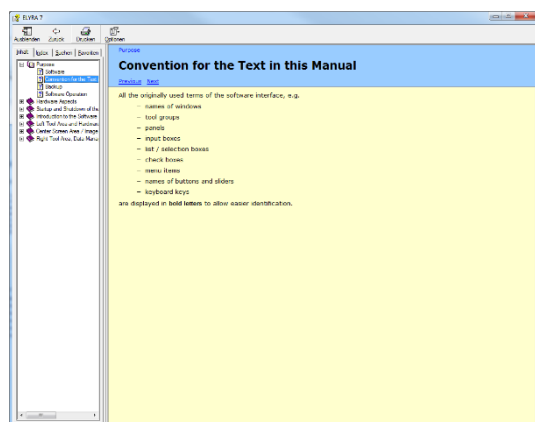 ELYRA 7
Ausblenden Zurück Drucken Optionen
Inhalt Index Suchen Favoriten
Purpose
Software
Convention for the Text
Backup
Software Operation
Hardware Aspects
Startup and Shutdown of the
Introduction to the Software
Left Tool Area and Hardwar
Center Screen Area / Image
Right Tool Area, Data Mana
Purpose
Convention for the Text in this Manual
Previous Next
All the originally used terms of the software interface, e.g.
– names of windows
– tool groups
– panels
– input boxes
– list / selection boxes
– check boxes
– menu items
– names of buttons and sliders
– keyboard keys
are displayed in bold letters to allow easier identification.